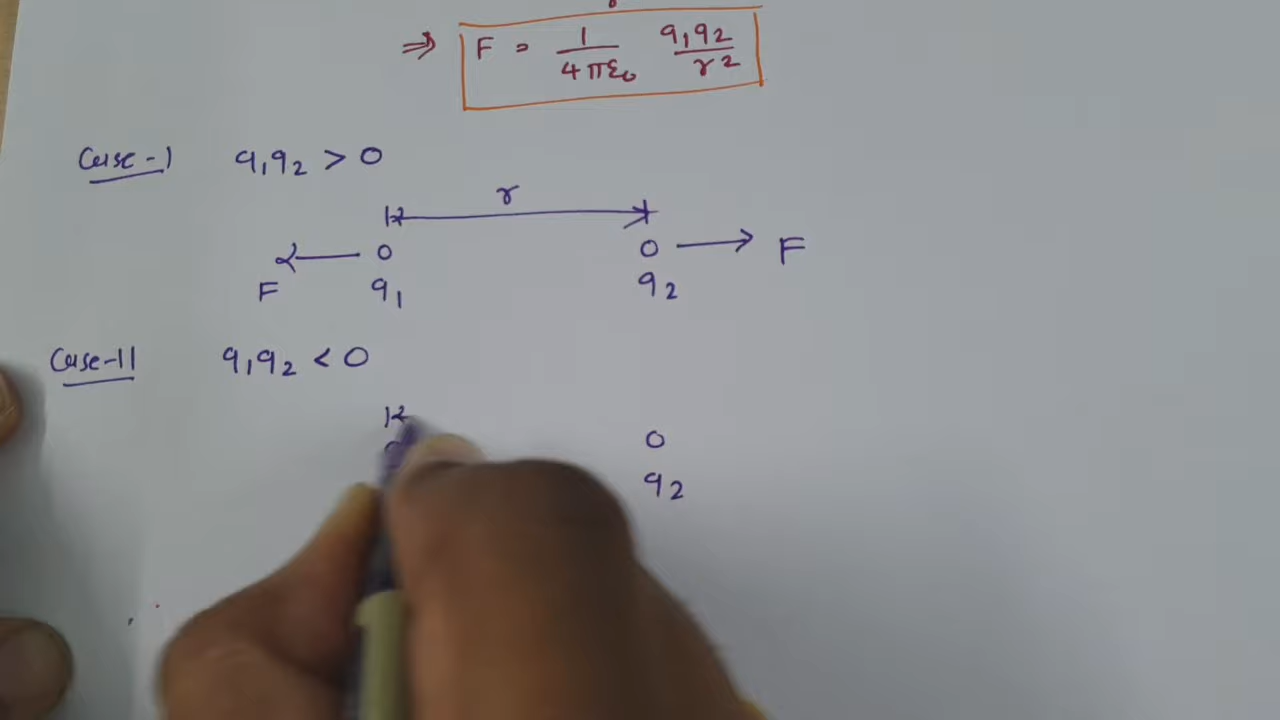 ⇒ F = 1/4πε₀ q₁q₂/r²
Case-I q₁q₂ > 0
r
F
F q₁ q₂
Case-II q₁q₂ < 0
q₂